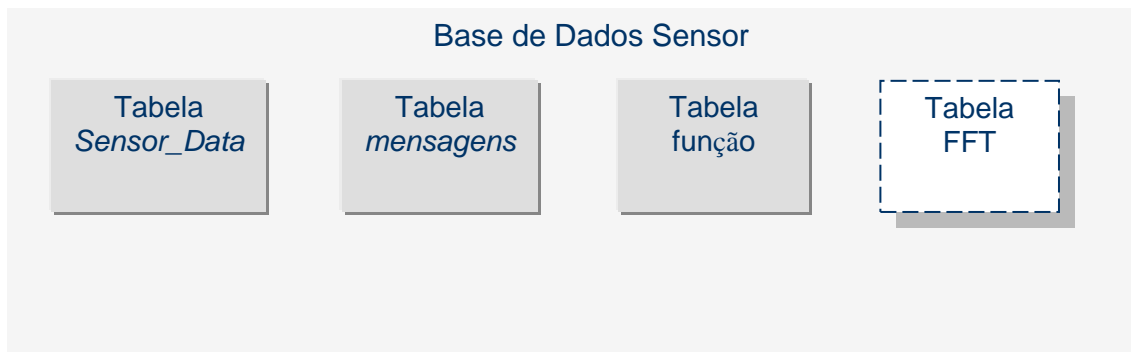 Base de Dados Sensor
Tabela
Sensor_Data
Tabela
mensagens
Tabela
função
Tabela
FFT